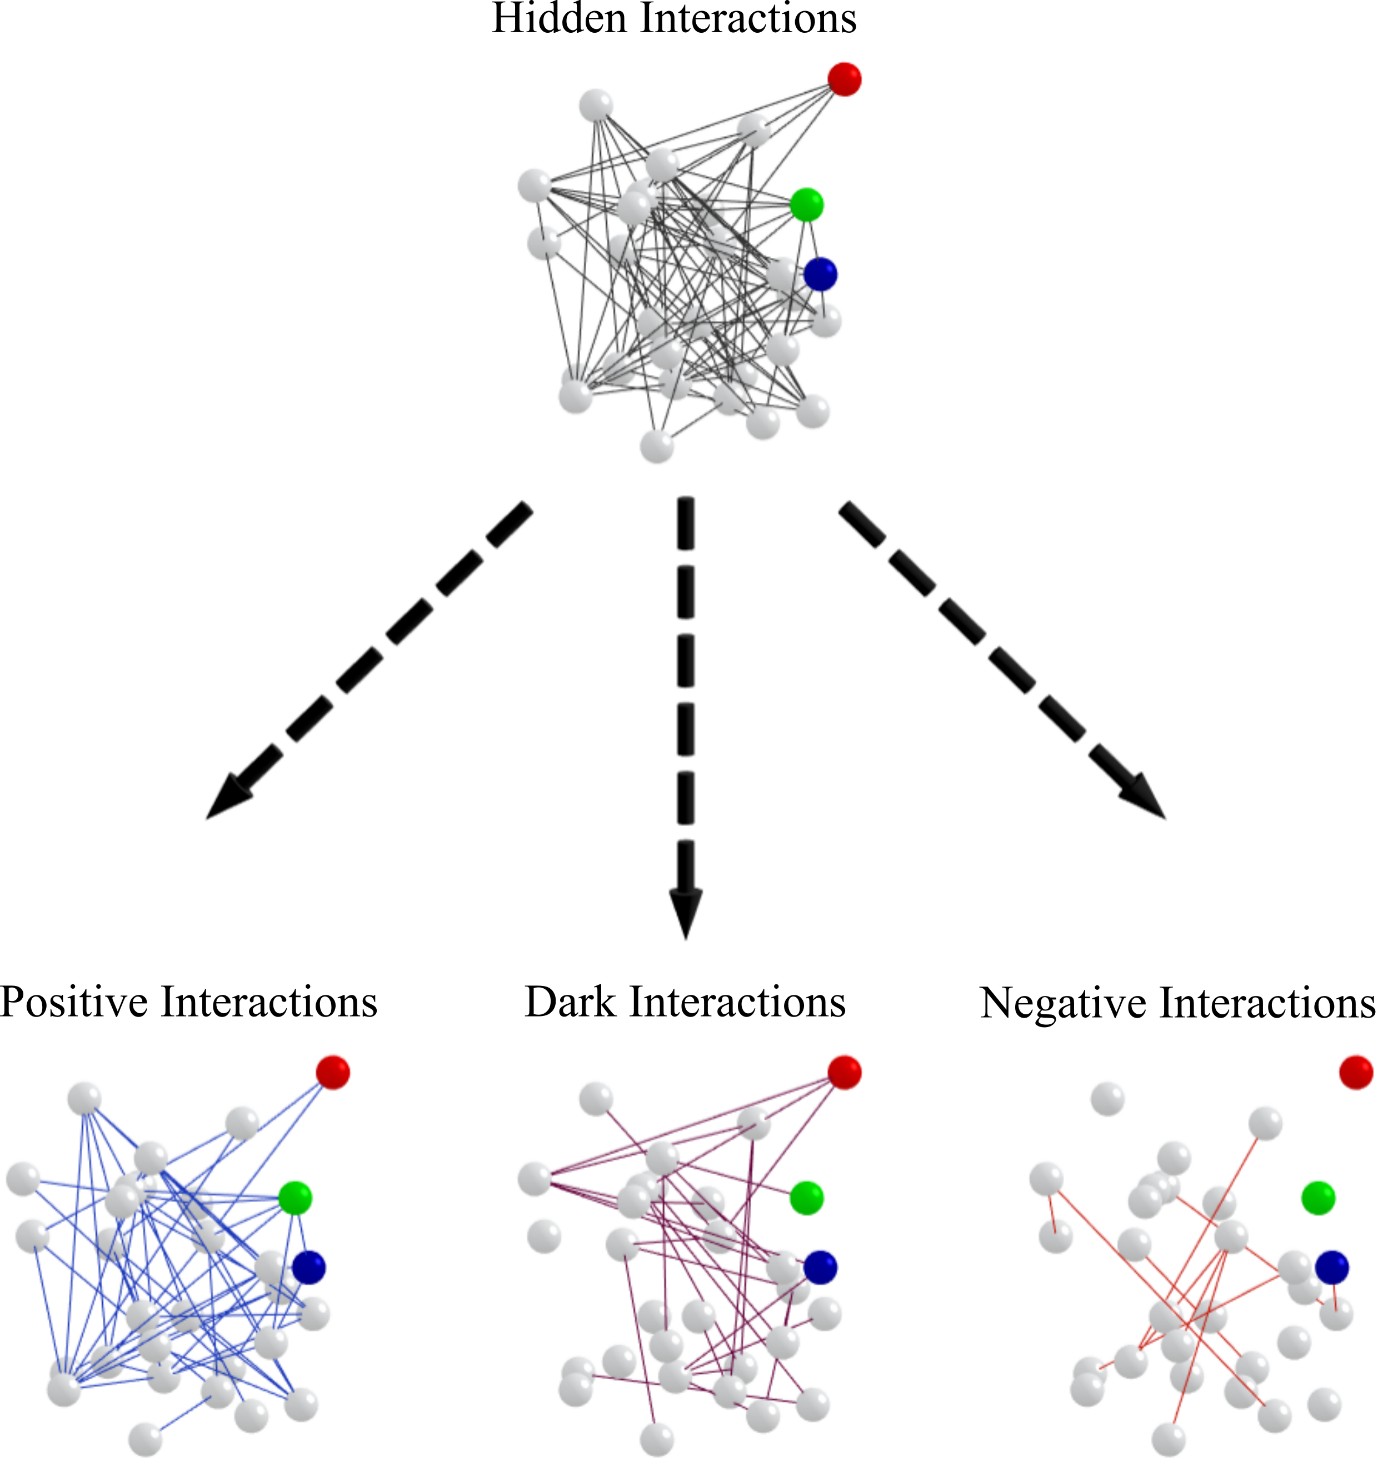 Hidden Interactions
Positive Interactions
Dark Interactions
Negative Interactions